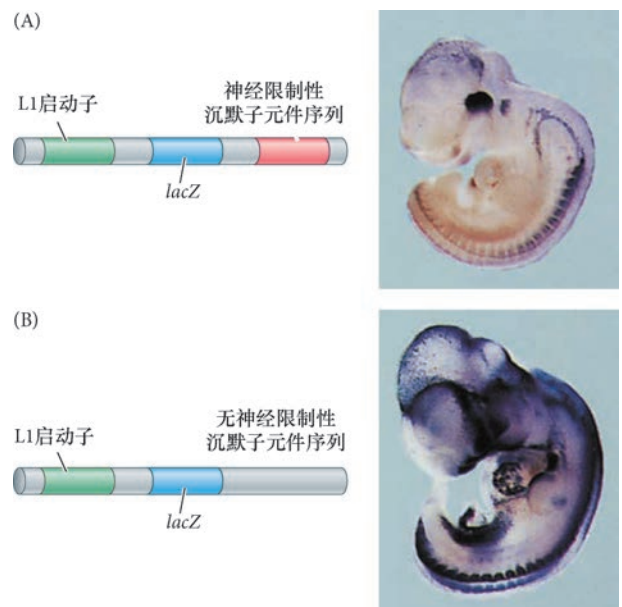 (A)
L1启动子
神经限制性
沉默子元件序列
lacZ
(B)
L1启动子
无神经限制性
沉默子元件序列
lacZ